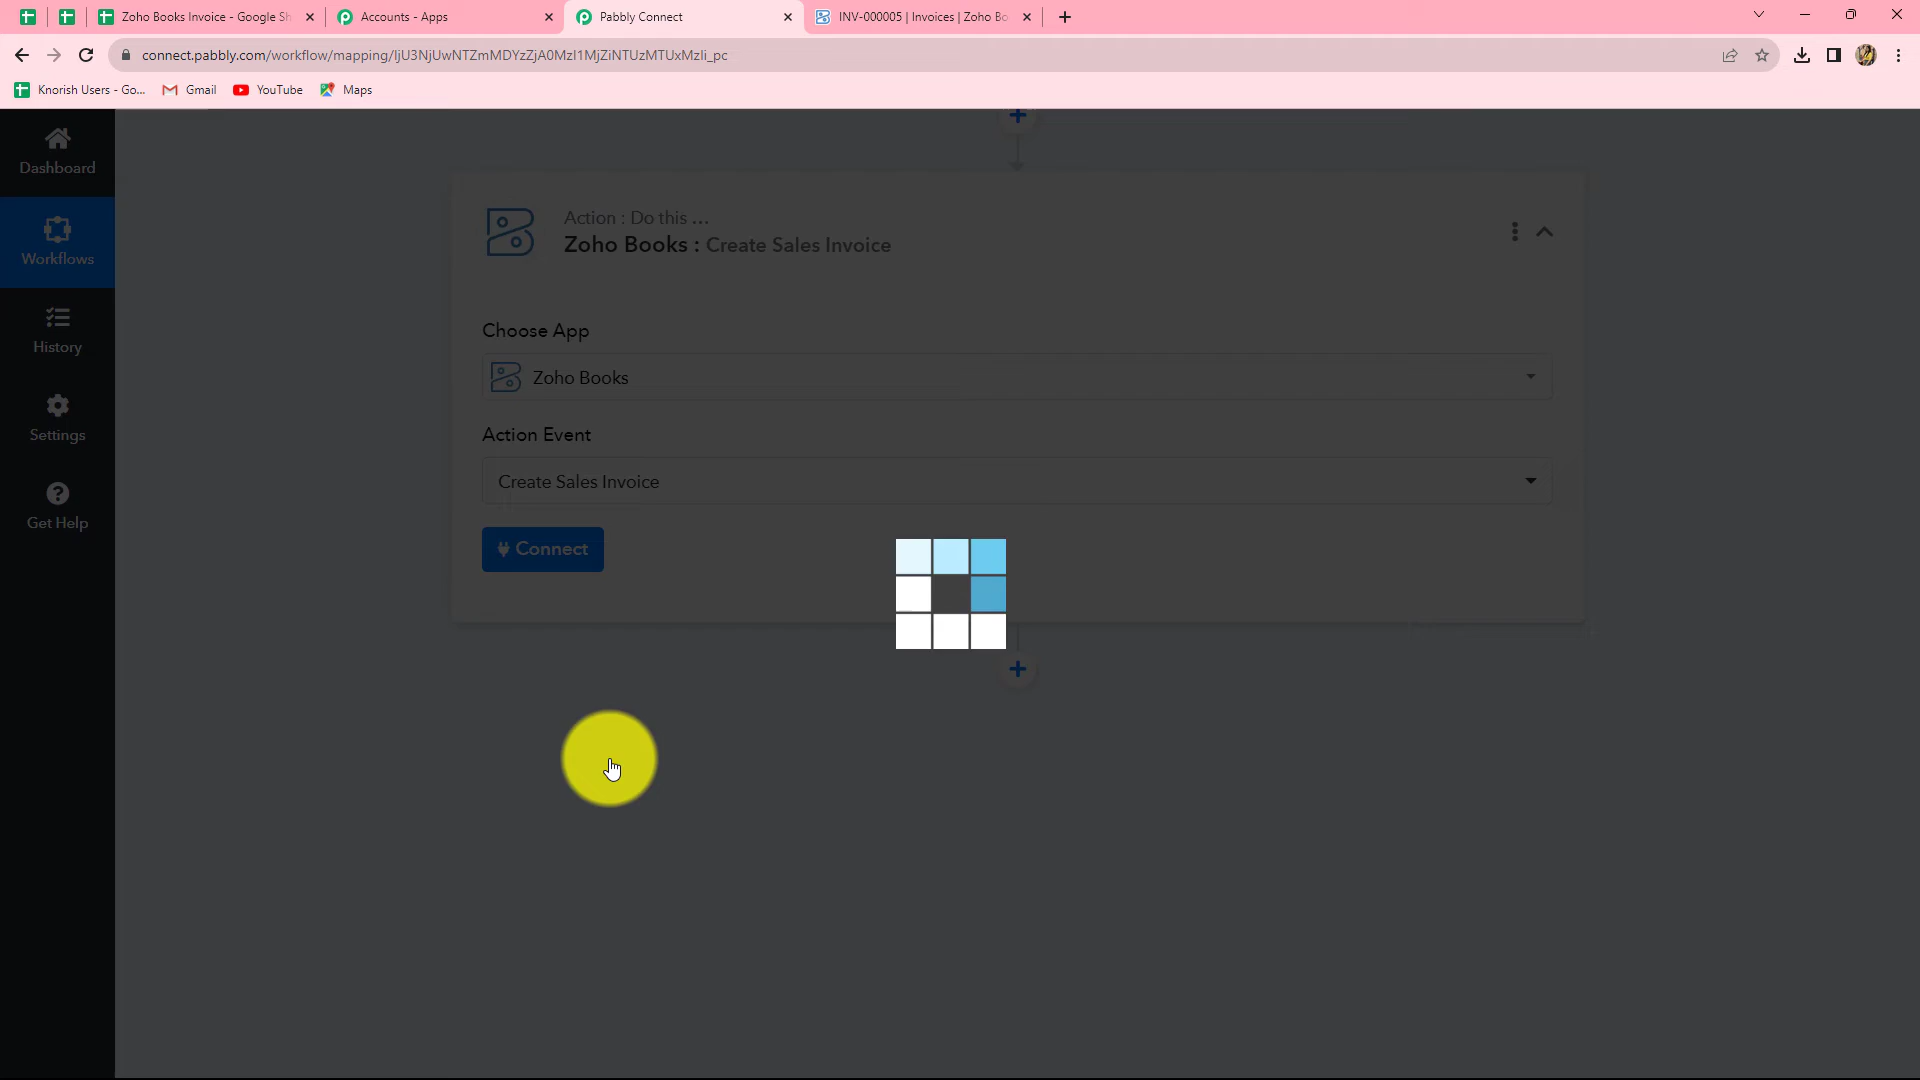 Zoho Books Invoice - Google Sh
Accounts - Apps
Pabbly Connect
INV-000005 | Invoices | Zoho Bo
connect.pabbly.com/workflow/mapping/IjU3NjUwNTZmMDYzZjA0MzI1MjZiNTUzMTUxMzIi_pc
Knorish Users - Go...
Gmail
YouTube
Maps
Dashboard
Workflows
History
Settings
Get Help
Action : Do this ...
Zoho Books : Create Sales Invoice
Choose App
Zoho Books
Action Event
Create Sales Invoice
Connect